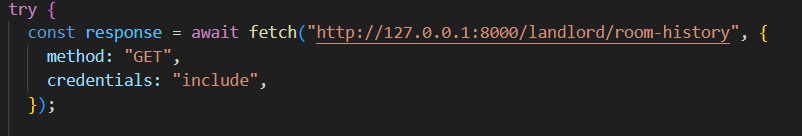 try {
const response = await fetch("http://127.0.0.1:8000/landlord/room-history", {
method: "GET",
credentials: "include",
});